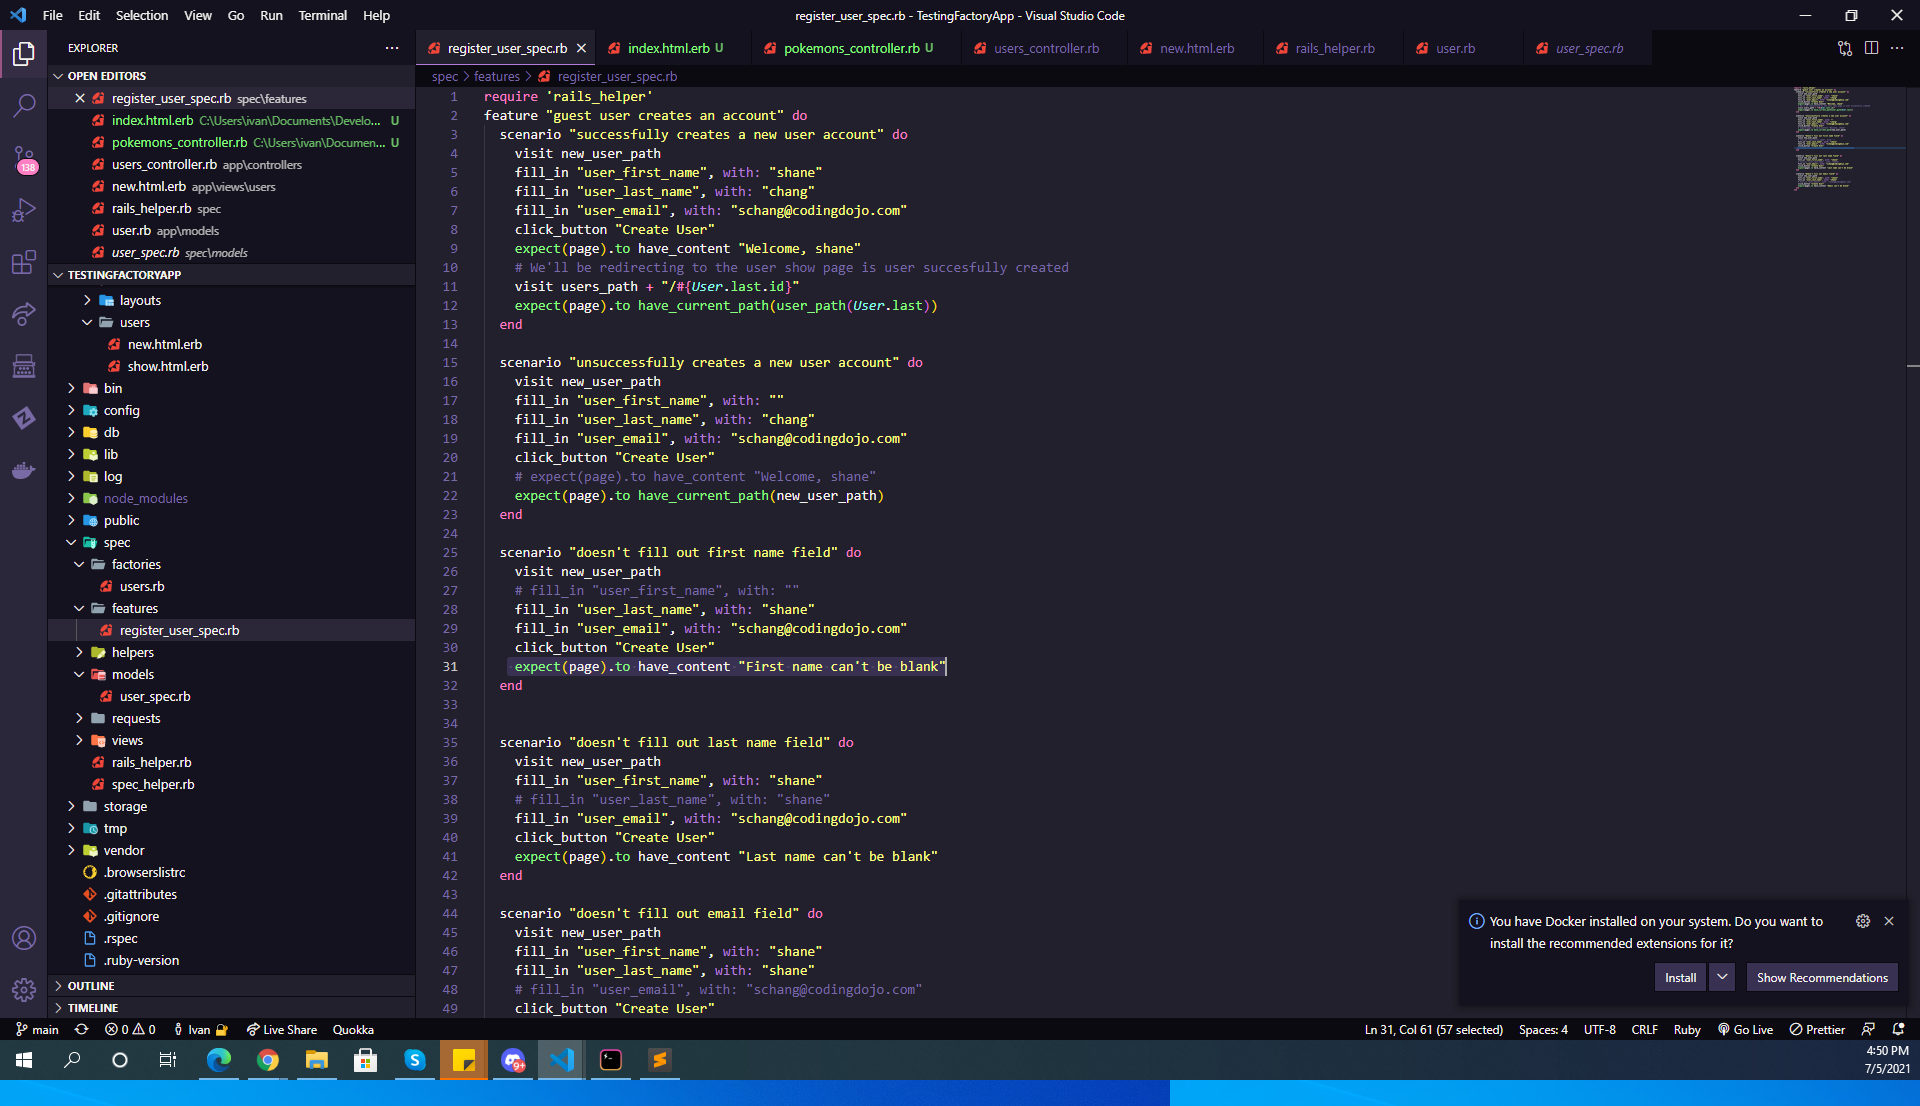 File Edit Selection View Go Run Terminal Help
register_user_spec.rb - TestingFactoryApp - Visual Studio Code
EXPLORER
OPEN EDITORS
register_user_spec.rb spec\features
index.html.erb C:\Users\ivan\Documents\Develo... U
pokemons_controller.rb C:\Users\ivan\Documen... U
users_controller.rb app\controllers
new.html.erb app\views\users
rails_helper.rb spec
user.rb app\models
user_spec.rb spec\models
TESTINGFACTORYAPP
layouts
users
new.html.erb
show.html.erb
bin
config
db
lib
log
node_modules
public
spec
factories
users.rb
features
register_user_spec.rb
helpers
models
user_spec.rb
requests
views
rails_helper.rb
spec_helper.rb
storage
tmp
vendor
.browserslistrc
.gitattributes
.gitignore
.rspec
.ruby-version
OUTLINE
TIMELINE
138
register_user_spec.rb index.html.erb U pokemons_controller.rb U users_controller.rb new.html.erb rails_helper.rb user.rb user_spec.rb
spec > features > register_user_spec.rb
1 require 'rails_helper'
2 feature "guest user creates an account" do
3 scenario "successfully creates a new user account" do
4 visit new_user_path
5 fill_in "user_first_name", with: "shane"
6 fill_in "user_last_name", with: "chang"
7 fill_in "user_email", with: "schang@codingdojo.com"
8 click_button "Create User"
9 expect(page).to have_content "Welcome, shane"
10 # We'll be redirecting to the user show page is user succesfully created
11 visit users_path + "/#{User.last.id}"
12 expect(page).to have_current_path(user_path(User.last))
13 end
14
15 scenario "unsuccessfully creates a new user account" do
16 visit new_user_path
17 fill_in "user_first_name", with: ""
18 fill_in "user_last_name", with: "chang"
19 fill_in "user_email", with: "schang@codingdojo.com"
20 click_button "Create User"
21 # expect(page).to have_content "Welcome, shane"
22 expect(page).to have_current_path(new_user_path)
23 end
24
25 scenario "doesn't fill out first name field" do
26 visit new_user_path
27 # fill_in "user_first_name", with: ""
28 fill_in "user_last_name", with: "shane"
29 fill_in "user_email", with: "schang@codingdojo.com"
30 click_button "Create User"
31 expect(page).to have_content "First name can't be blank"
32 end
33
34
35 scenario "doesn't fill out last name field" do
36 visit new_user_path
37 fill_in "user_first_name", with: "shane"
38 # fill_in "user_last_name", with: "shane"
39 fill_in "user_email", with: "schang@codingdojo.com"
40 click_button "Create User"
41 expect(page).to have_content "Last name can't be blank"
42 end
43
44 scenario "doesn't fill out email field" do
45 visit new_user_path
46 fill_in "user_first_name", with: "shane"
47 fill_in "user_last_name", with: "shane"
48 # fill_in "user_email", with: "schang@codingdojo.com"
49 click_button "Create User"
You have Docker installed on your system. Do you want to
install the recommended extensions for it?
Install Show Recommendations
main 0 0 Ivan Live Share Quokka
Ln 31, Col 61 (57 selected) Spaces: 4 UTF-8 CRLF Ruby Go Live Prettier
9+
4:50 PM
7/5/2021